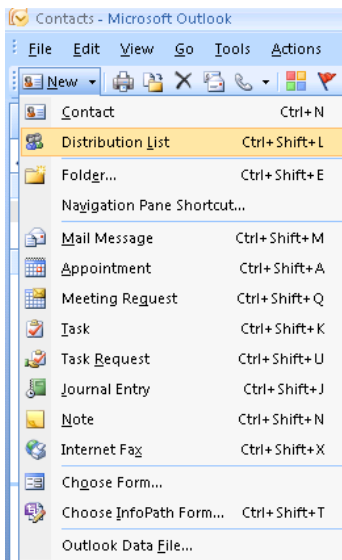 Contacts - Microsoft Outlook
File Edit View Go Tools Actions
New
Contact Ctrl+N
Distribution List Ctrl+Shift+L
Folder... Ctrl+Shift+E
Navigation Pane Shortcut...
Mail Message Ctrl+Shift+M
Appointment Ctrl+Shift+A
Meeting Request Ctrl+Shift+Q
Task Ctrl+Shift+K
Task Request Ctrl+Shift+U
Journal Entry Ctrl+Shift+J
Note Ctrl+Shift+N
Internet Fax Ctrl+Shift+X
Choose Form...
Choose InfoPath Form... Ctrl+Shift+T
Outlook Data File...